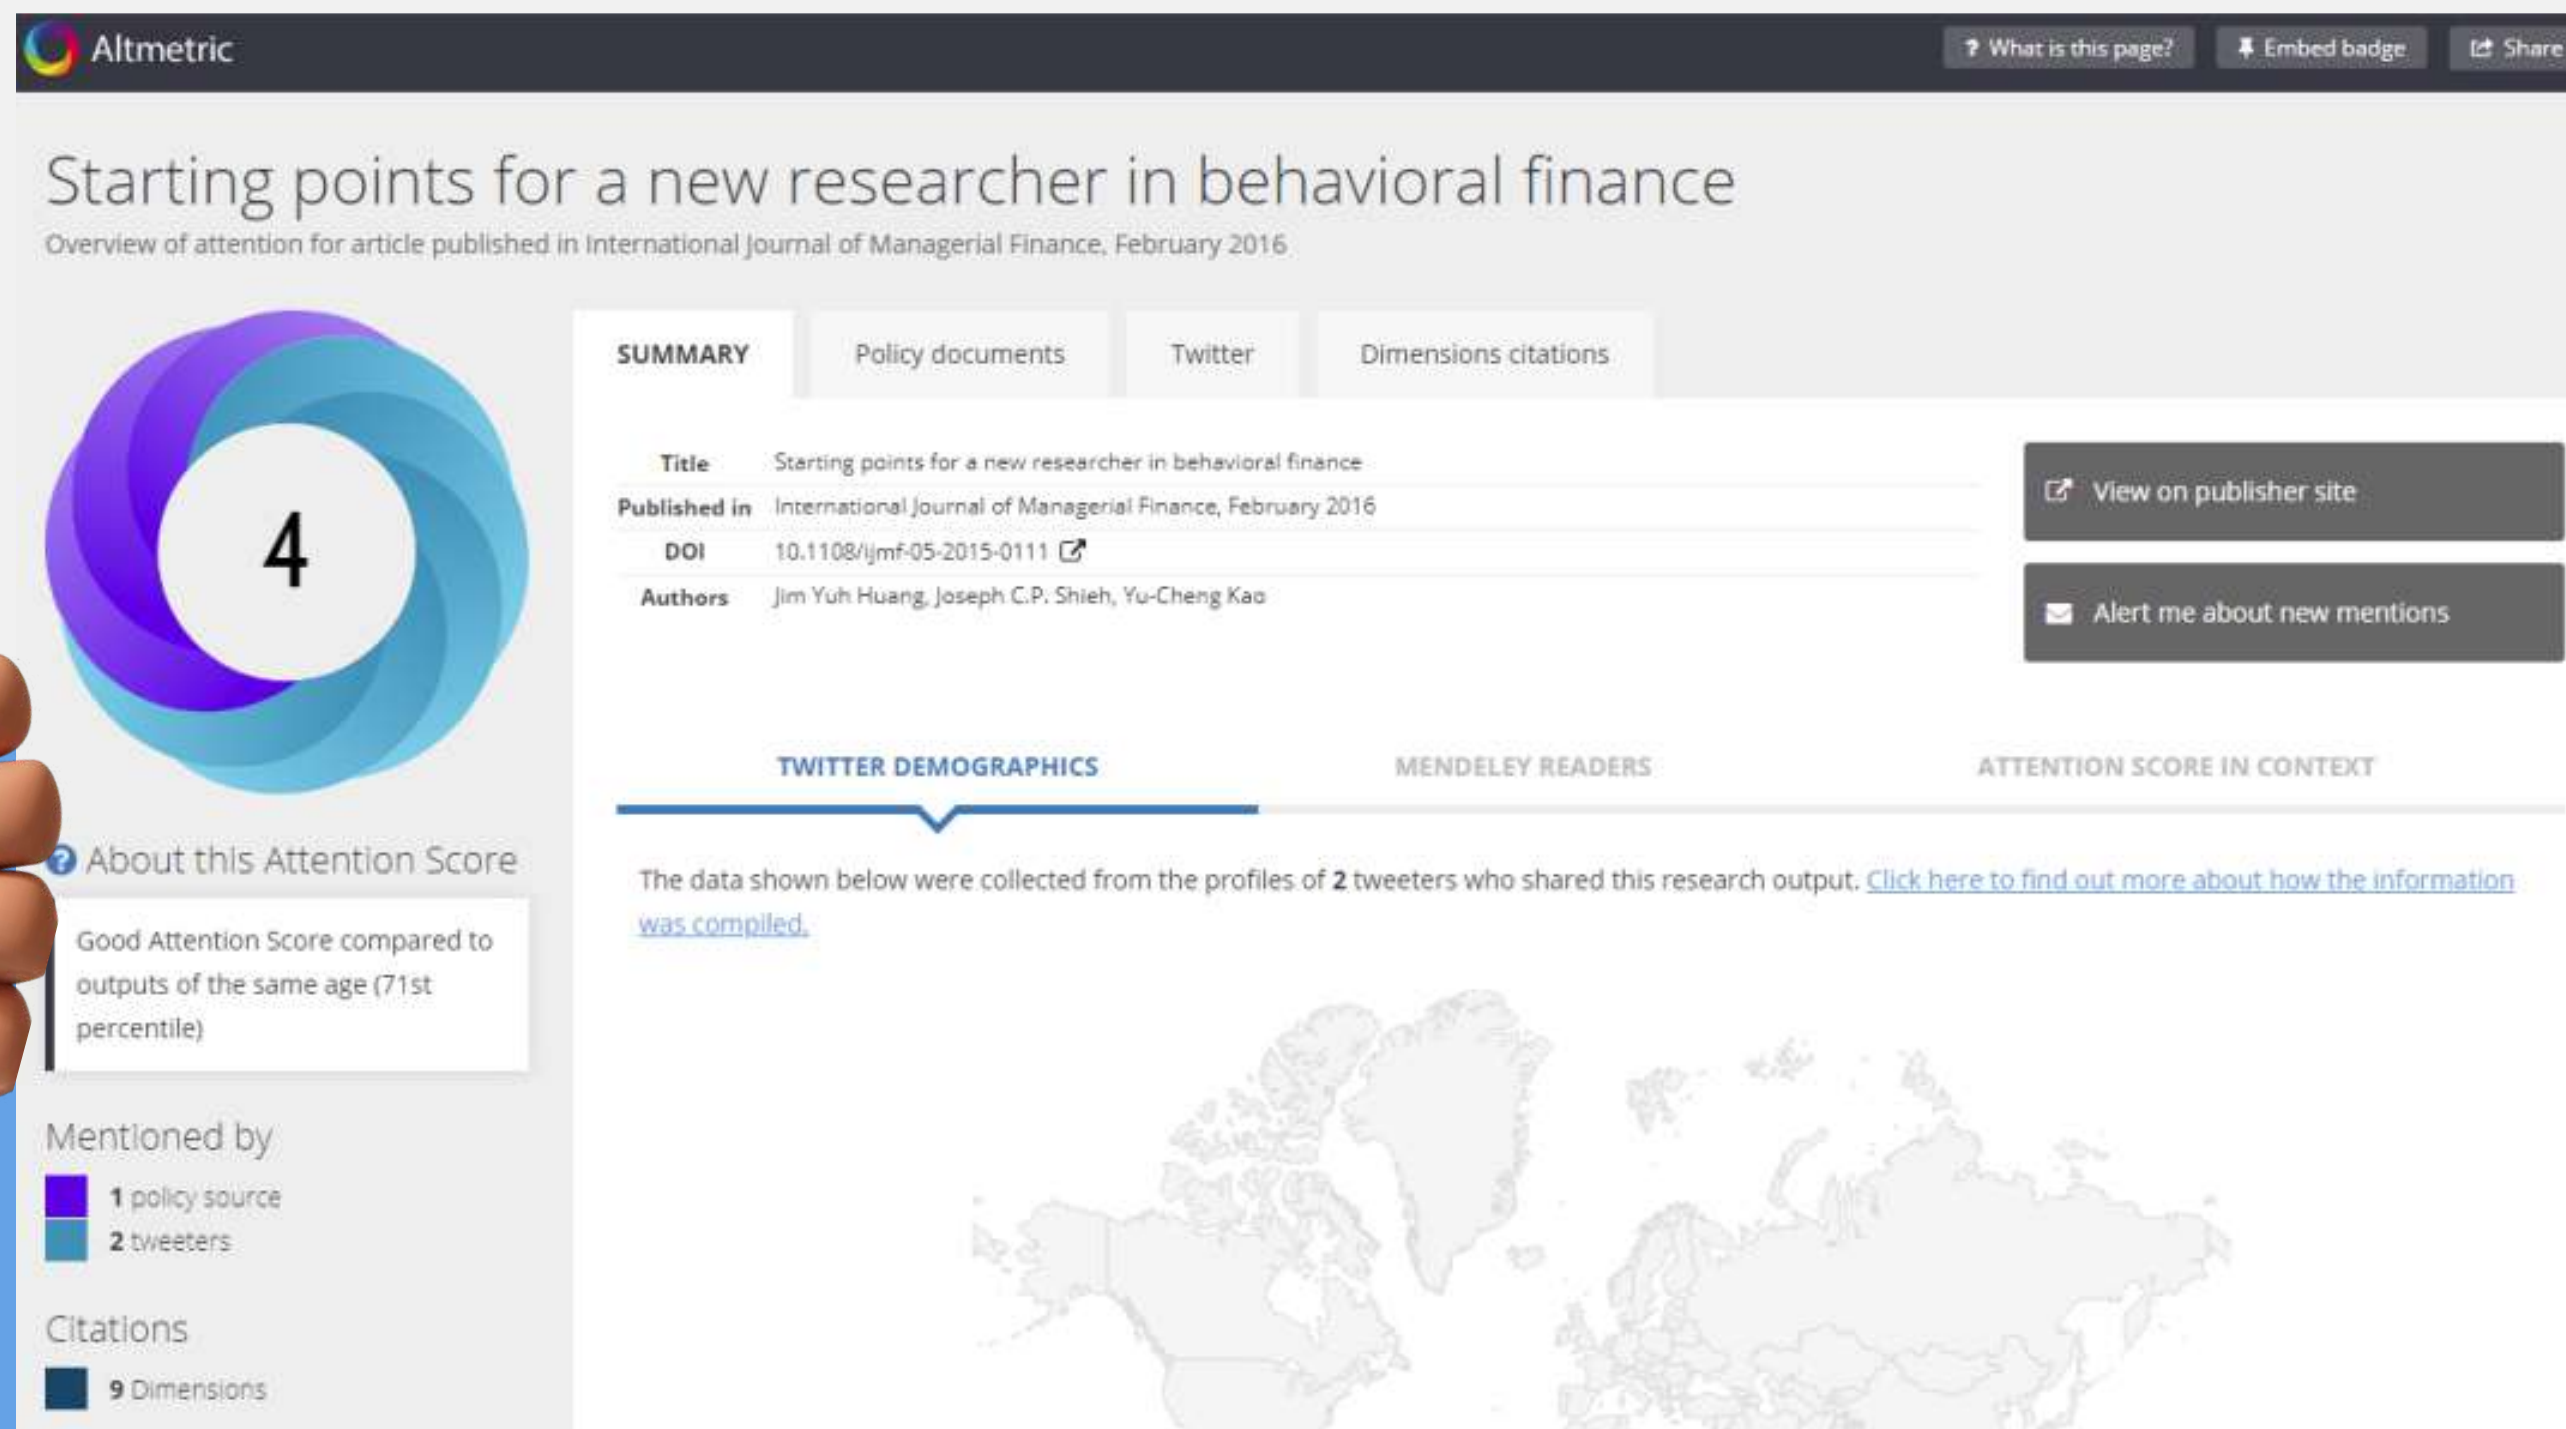 Altmetric
? What is this page?
Embed badge
Share
Starting points for a new researcher in behavioral finance
Overview of attention for article published in International Journal of Managerial Finance, February 2016
4
SUMMARY
Policy documents
Twitter
Dimensions citations
Title Starting points for a new researcher in behavioral finance
Published in International Journal of Managerial Finance, February 2016
DOI 10.1108/ijmf-05-2015-0111
Authors Jim Yuh Huang, Joseph C.P. Shieh, Yu-Cheng Kao
View on publisher site
Alert me about new mentions
TWITTER DEMOGRAPHICS
MENDELEY READERS
ATTENTION SCORE IN CONTEXT
The data shown below were collected from the profiles of 2 tweeters who shared this research output. Click here to find out more about how the information
was compiled.
? About this Attention Score
Good Attention Score compared to
outputs of the same age (71st
percentile)
Mentioned by
1 policy source
2 tweeters
Citations
9 Dimensions